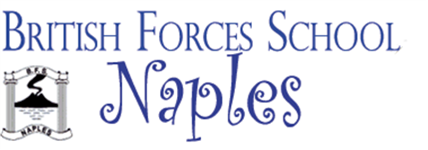 BRITISH FORCES SCHOOL
Naples
B.F.S
NAPLES